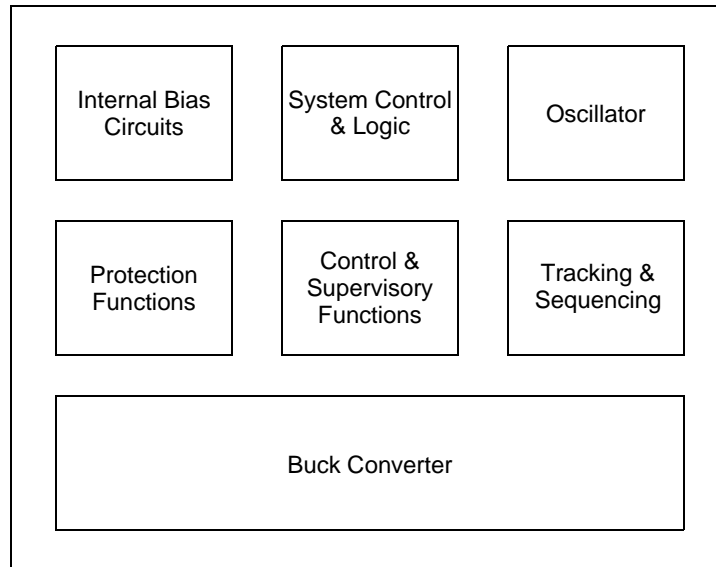 Internal Bias
Circuits
System Control
& Logic
Oscillator
Protection
Functions
Control &
Supervisory
Functions
Tracking &
Sequencing
Buck Converter